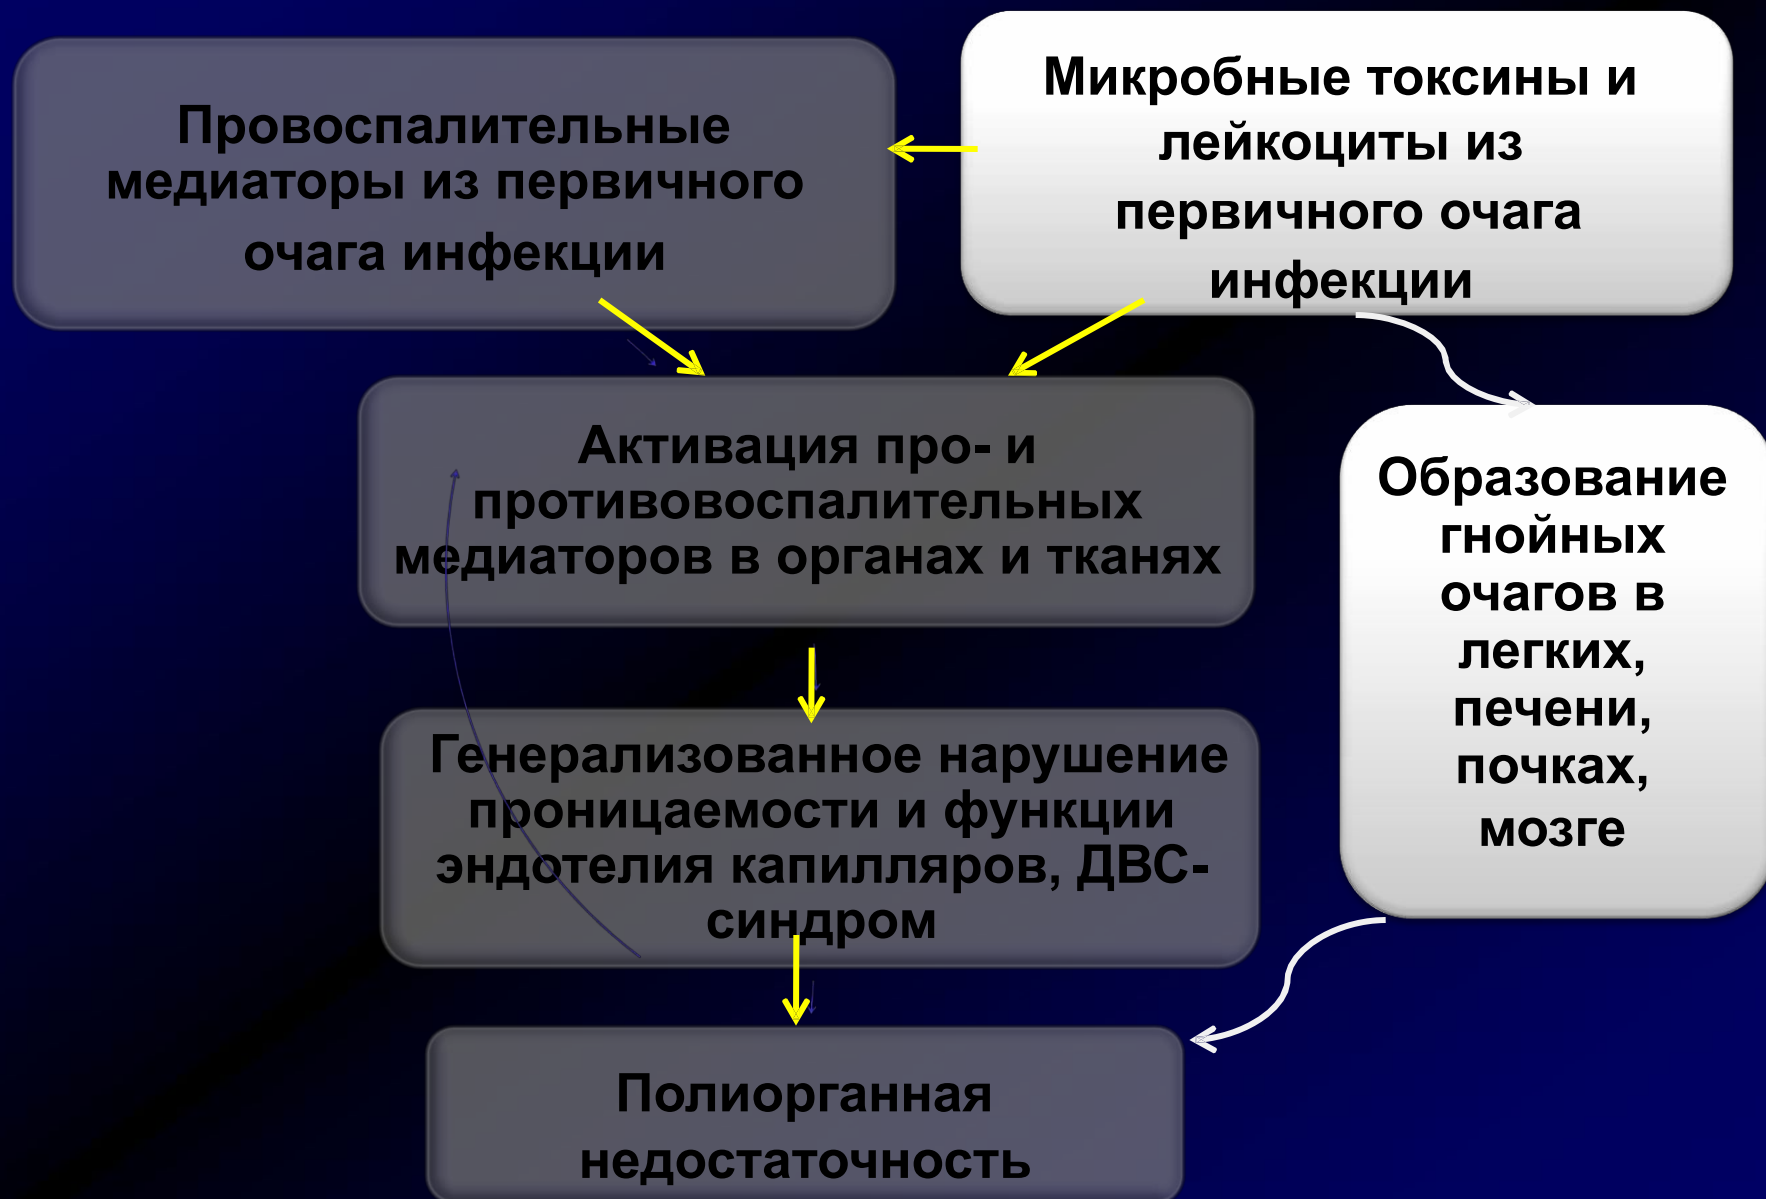 Провоспалительные
медиаторы из первичного
очага инфекции
Микробные токсины и
лейкоциты из
первичного очага
инфекции
Активация про- и
противовоспалительных
медиаторов в органах и тканях
Образование
гнойных
очагов в
легких,
печени,
почках,
мозге
Генерализованное нарушение
проницаемости и функции
эндотелия капилляров, ДВС-
синдром
Полиорганная
недостаточность